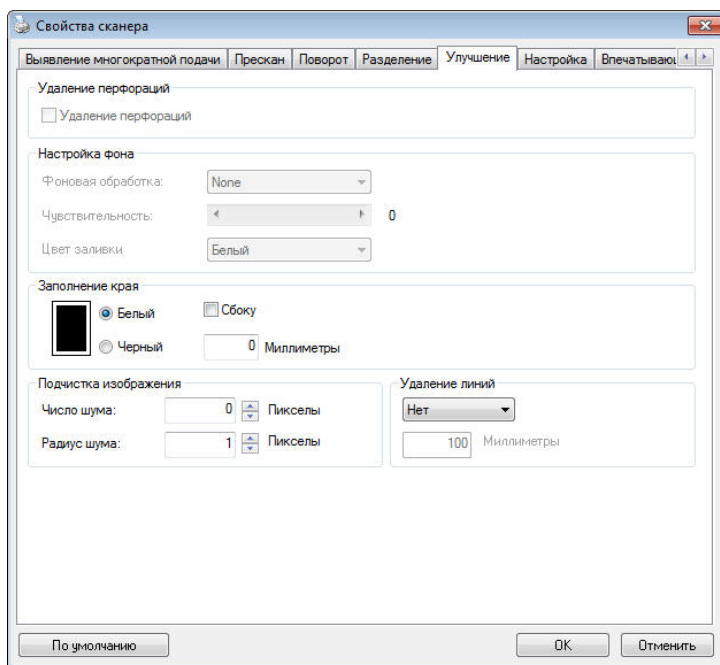 Свойства сканера
Выявление многократной подачи Прескан Поворот Разделение Улучшение Настройка
Удаление перфораций
Удаление перфораций
Настройка фона
Фоновая обработка: None
Чувствительность: 0
Цвет заливки Белый
Заполнение края
Белый Сбоку
Черный 0 Миллиметры
Подчистка изображения Удаление линий
Число шума: 0 Пикселы Нет
Радиус шума: 1 Пикселы 100 Миллиметры
По умолчанию OK Отменить